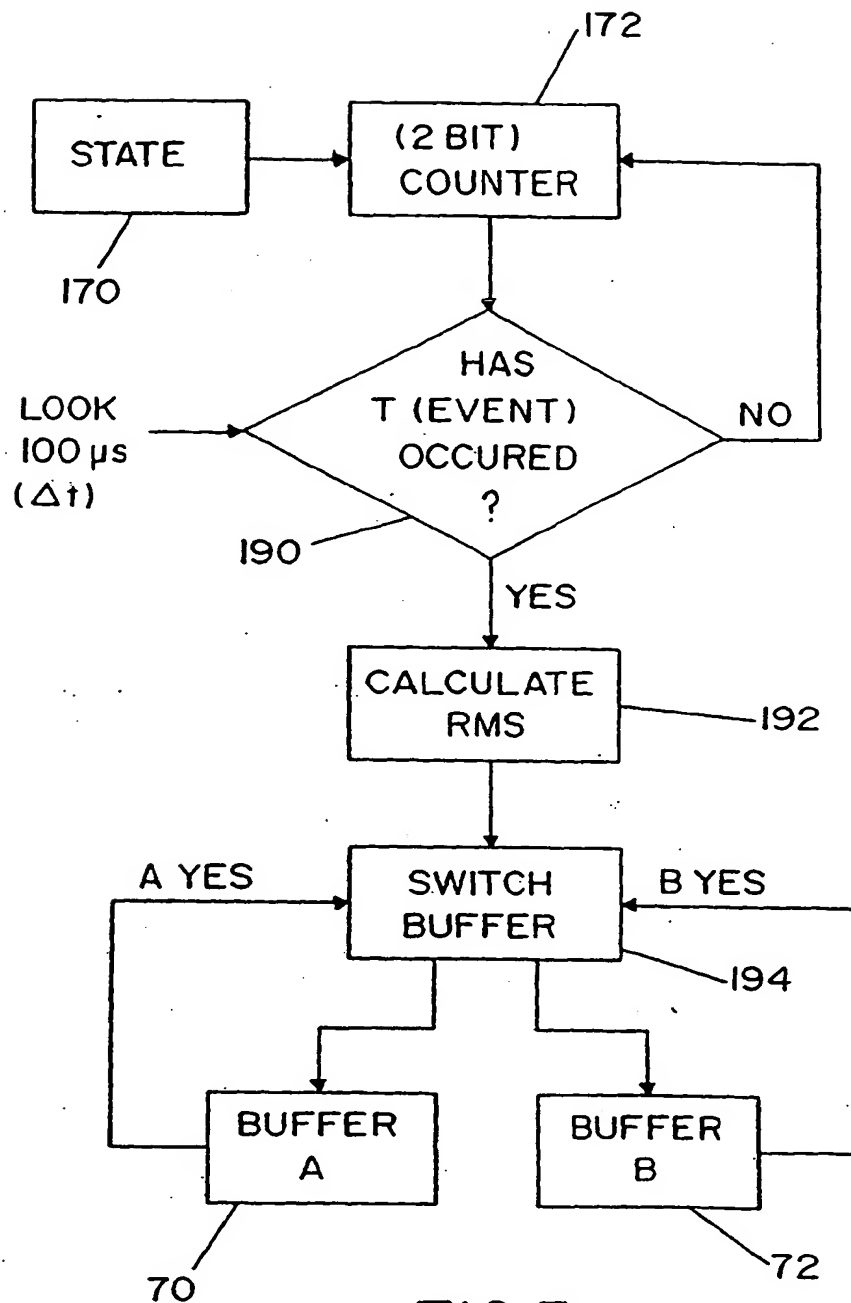 172
STATE
(2 BIT)
COUNTER
170
HAS
T (EVENT)
OCCURED
?
LOOK
100 µs
(Δt)
NO
190
YES
CALCULATE
RMS
192
A YES
SWITCH
BUFFER
B YES
194
BUFFER
A
BUFFER
B
70
72